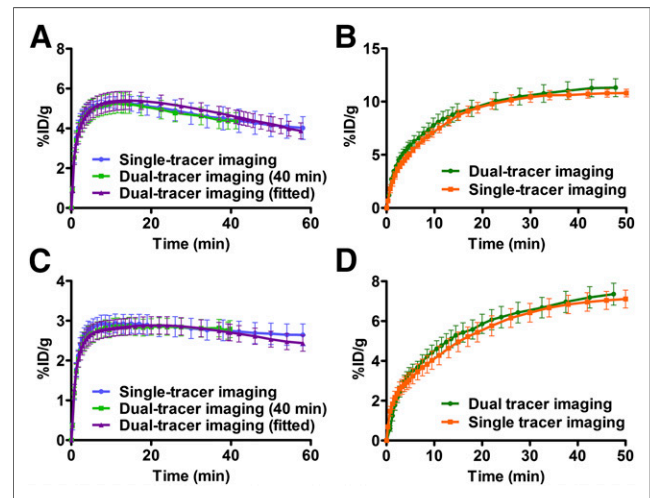 A
%ID/g
8
6
4
2
0
Single-tracer imaging
Dual-tracer imaging (40 min)
Dual-tracer imaging (fitted)
0 20 40 60
Time (min)
B
%ID/g
15
10
5
0
Dual-tracer imaging
Single-tracer imaging
0 10 20 30 40 50
Time (min)
C
%ID/g
4
3
2
1
0
Single-tracer imaging
Dual-tracer imaging (40 min)
Dual-tracer imaging (fitted)
0 20 40 60
Time (min)
D
%ID/g
8
6
4
2
0
Dual tracer imaging
Single tracer imaging
0 10 20 30 40 50
Time (min)